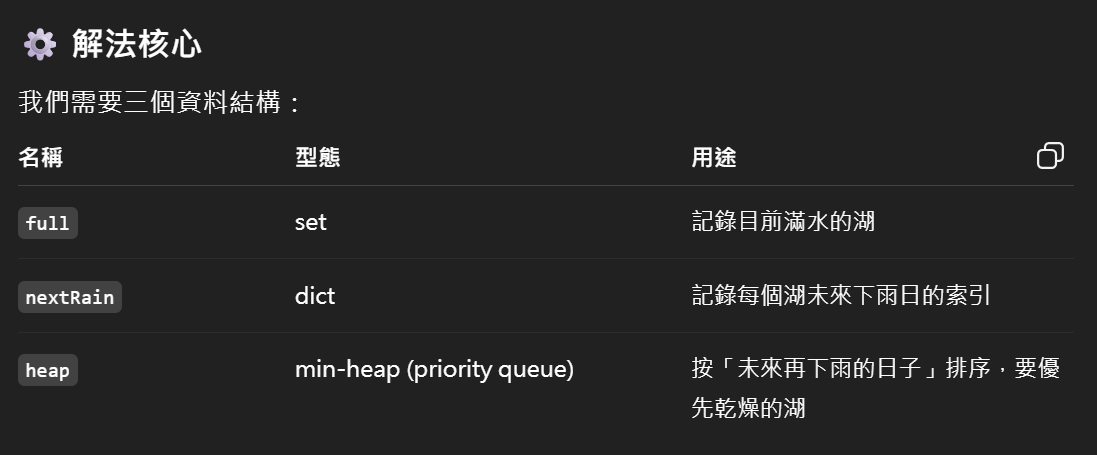 ⚙️ 解法核心
我們需要三個資料結構：
名稱 型態 用途
full set 記錄目前滿水的湖
nextRain dict 記錄每個湖未來下雨日的索引
heap min-heap (priority queue) 按「未來再下雨的日子」排序，要優
先乾燥的湖